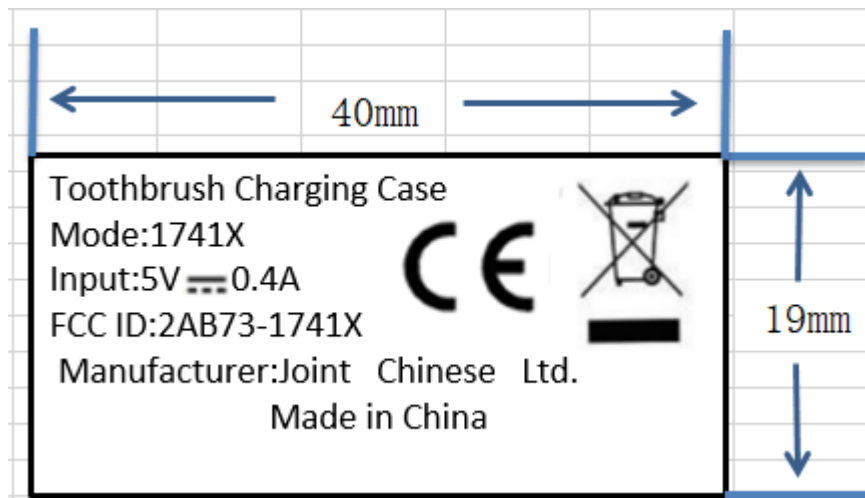 40mm
Toothbrush Charging Case
Mode:1741X
Input:5V⎓0.4A
FCC ID:2AB73-1741X
Manufacturer:Joint Chinese Ltd.
Made in China
CE
19mm